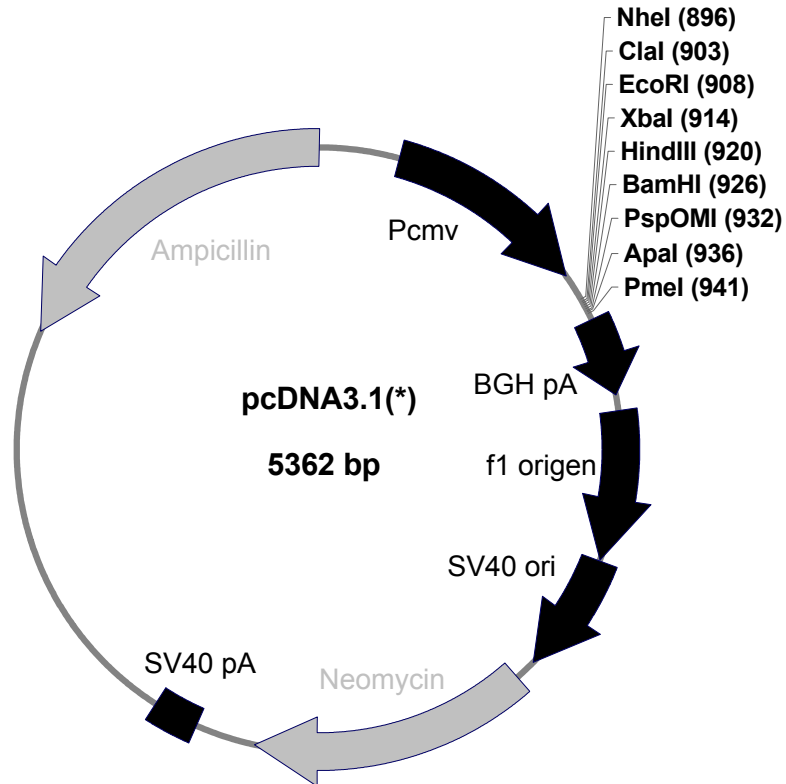 NheI (896)
ClaI (903)
EcoRI (908)
XbaI (914)
HindIII (920)
BamHI (926)
PspOMI (932)
ApaI (936)
PmeI (941)
Pcmv
Ampicillin
BGH pA
pcDNA3.1(*)
5362 bp
f1 origen
SV40 ori
SV40 pA
Neomycin